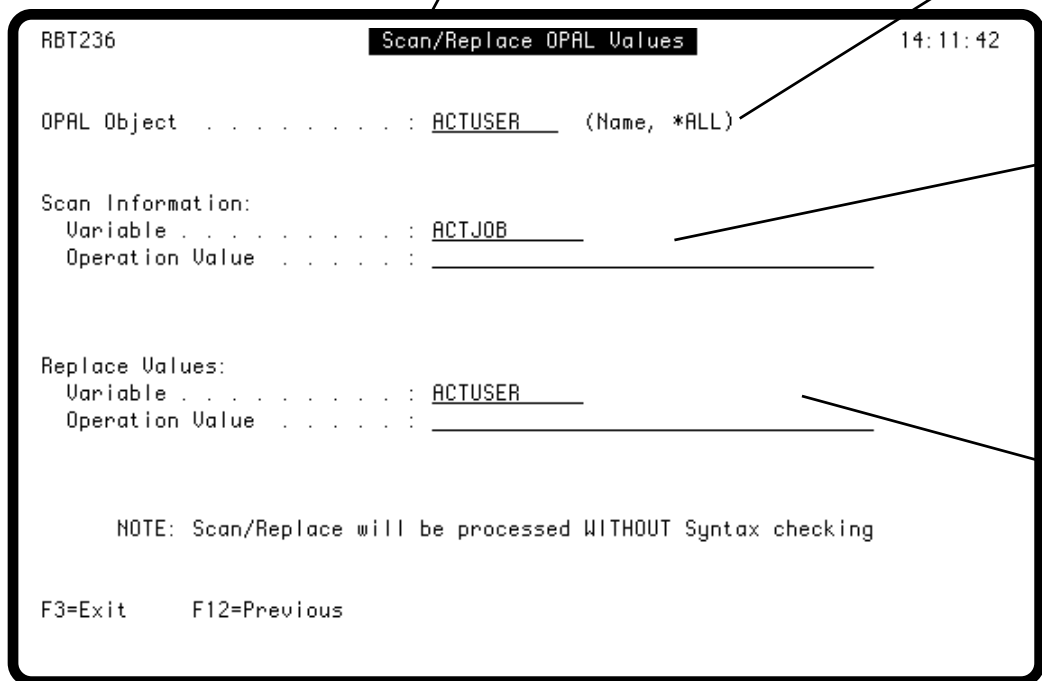 RBT236 Scan/Replace OPAL Values 14:11:42
OPAL Object . . . . . . . . : ACTUSER (Name, *ALL)
Scan Information:
Variable . . . . . . . . . : ACTJOB
Operation Value . . . . . :
Replace Values:
Variable . . . . . . . . . : ACTUSER
Operation Value . . . . . :
NOTE: Scan/Replace will be processed WITHOUT Syntax checking
F3=Exit F12=Previous